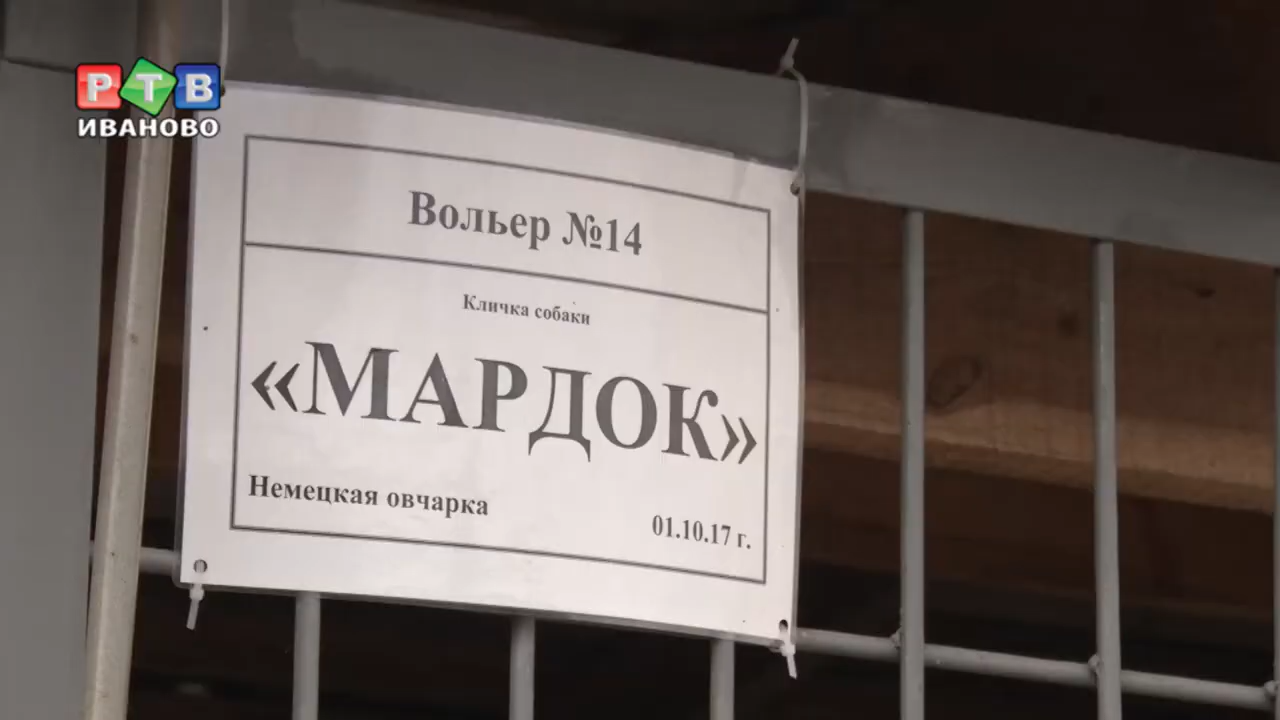 РТВ
ИВАНОВО
Вольер №14
Кличка собаки
«МАРДОК»
Немецкая овчарка
01.10.17 г.